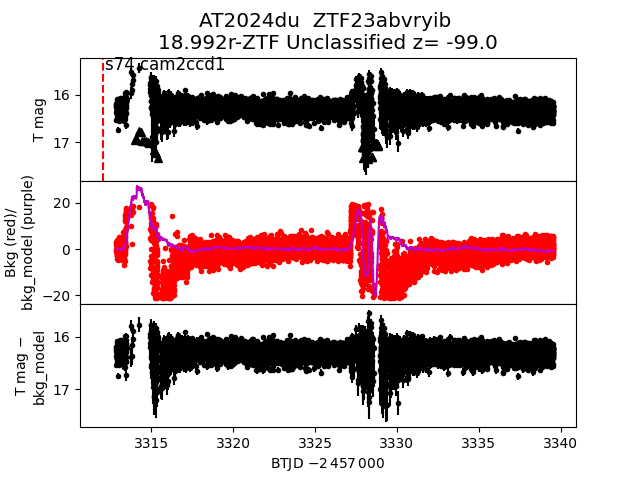 AT2024du  ZTF23abvryib
18.992r-ZTF Unclassified z= -99.0
s74 cam2ccd1
T mag
16
17
Bkg (red)/
bkg_model (purple)
20
0
−20
T mag −
bkg_model
16
17
3315 3320 3325 3330 3335 3340
BTJD −2 457 000